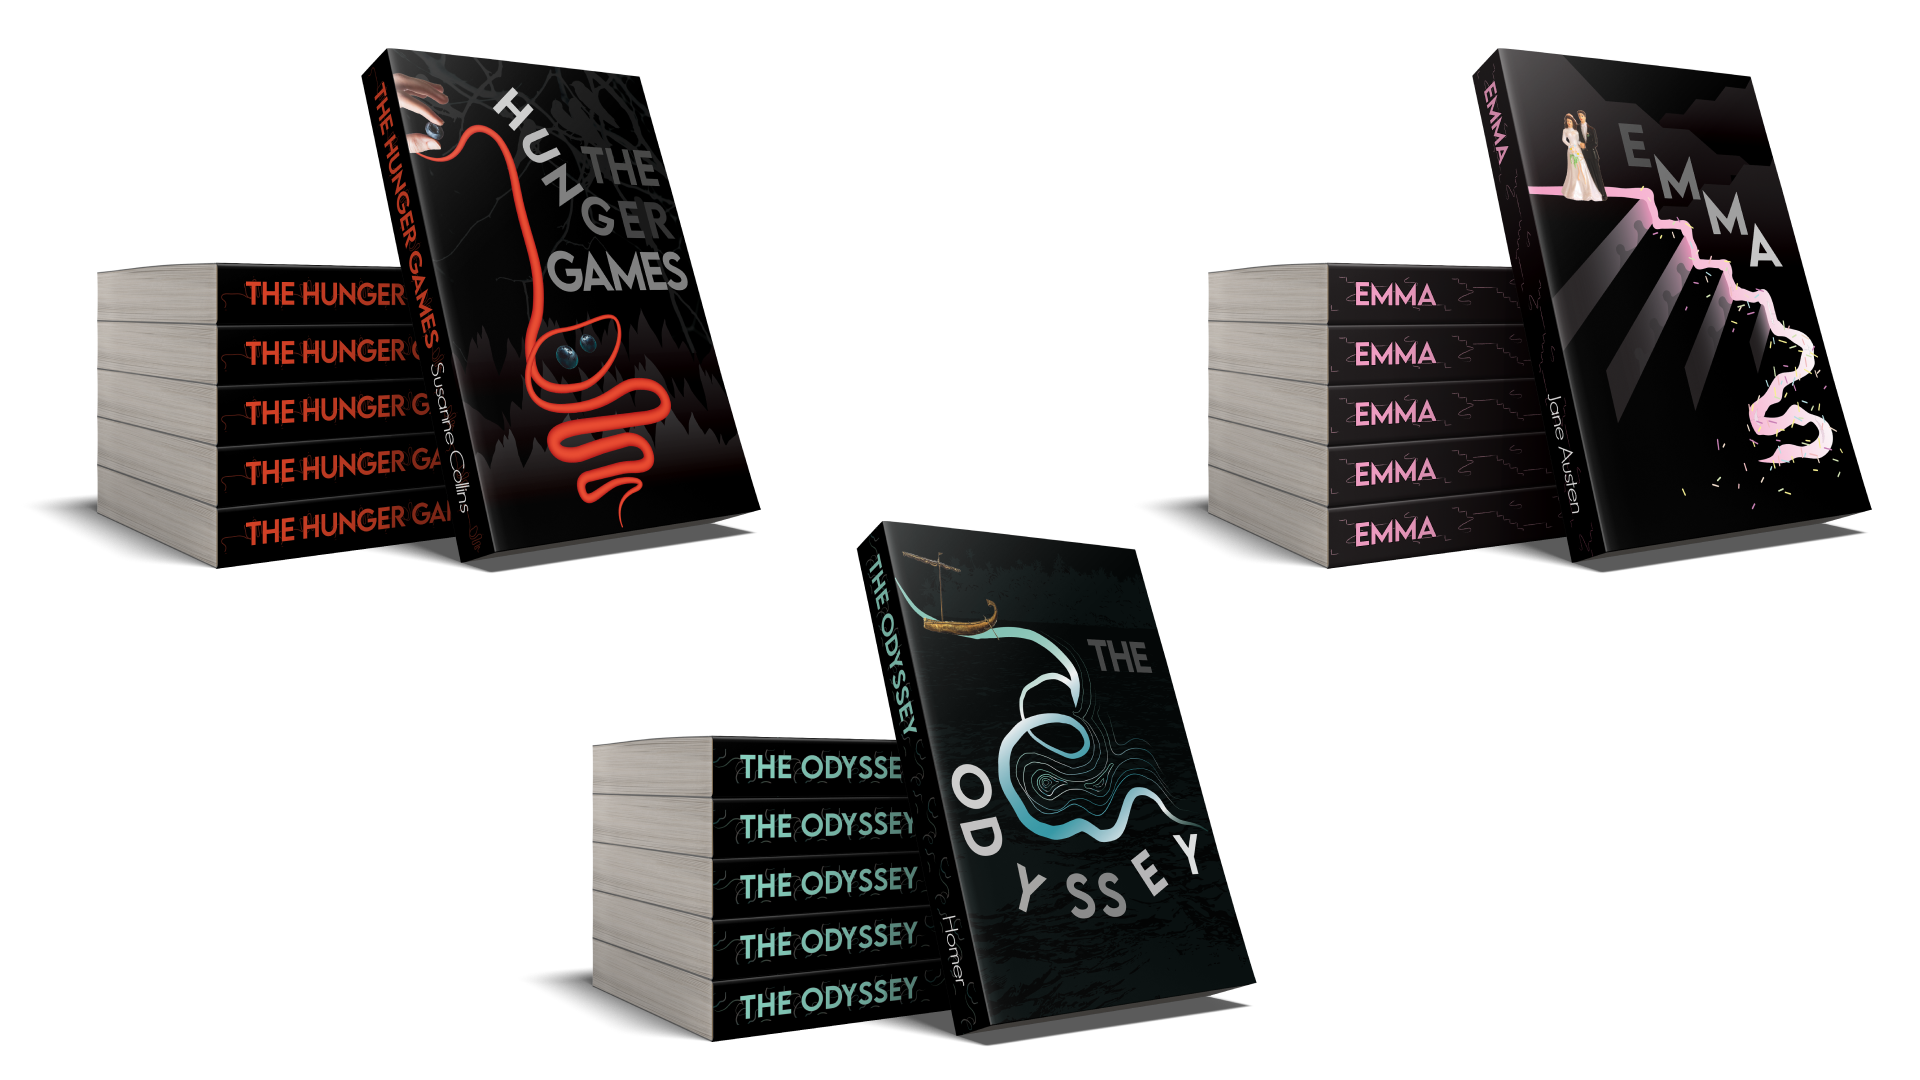 THE HUNGER GAMES Susanne Collins
THE
HUNGER
GAMES
THE HUNGER
THE HUNGER
THE HUNGER G
THE HUNGER GA
THE HUNGER GA
EMMA Jane Austen
EMMA
EMMA
EMMA
EMMA
EMMA
EMMA
THE ODYSSEY Homer
THE
ODYSSEY
THE ODYSSE
THE ODYSSEY
THE ODYSSEY
THE ODYSSEY
THE ODYSSEY